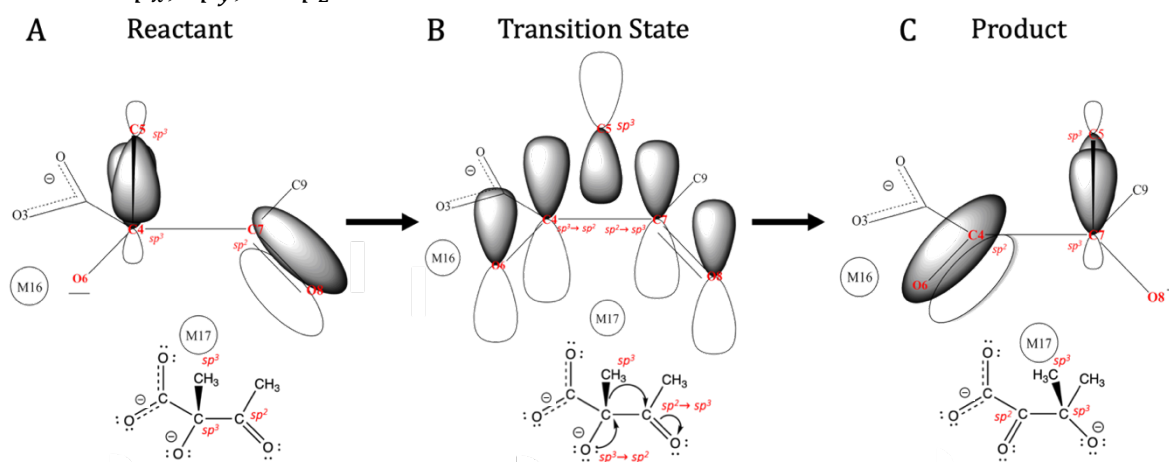 A Reactant
B Transition State
C Product
C5 sp³
O
⊖
O3
C4 sp³
C9
C7
sp²
O6
O8
M16
M17
C5 sp³
O
⊖
O3
C9
C4
C7
sp³→ sp² sp²→ sp³
M16
O6
O8
M17
sp³ C5
O
⊖
O3
C9
C4
sp²
sp³ C7
M16
O6
O8
M17
:O:
sp³
CH₃ CH₃
⊖
C C sp²
:O: sp³
⊖
:O: O:
:O:
sp³
CH₃ CH₃
⊖
C C sp²→ sp³
:O:
⊖
:O: O:
sp³→ sp²
:O:
sp³
H₃C CH₃
⊖
C sp² C sp³
:O: ⊖
:O: :O: